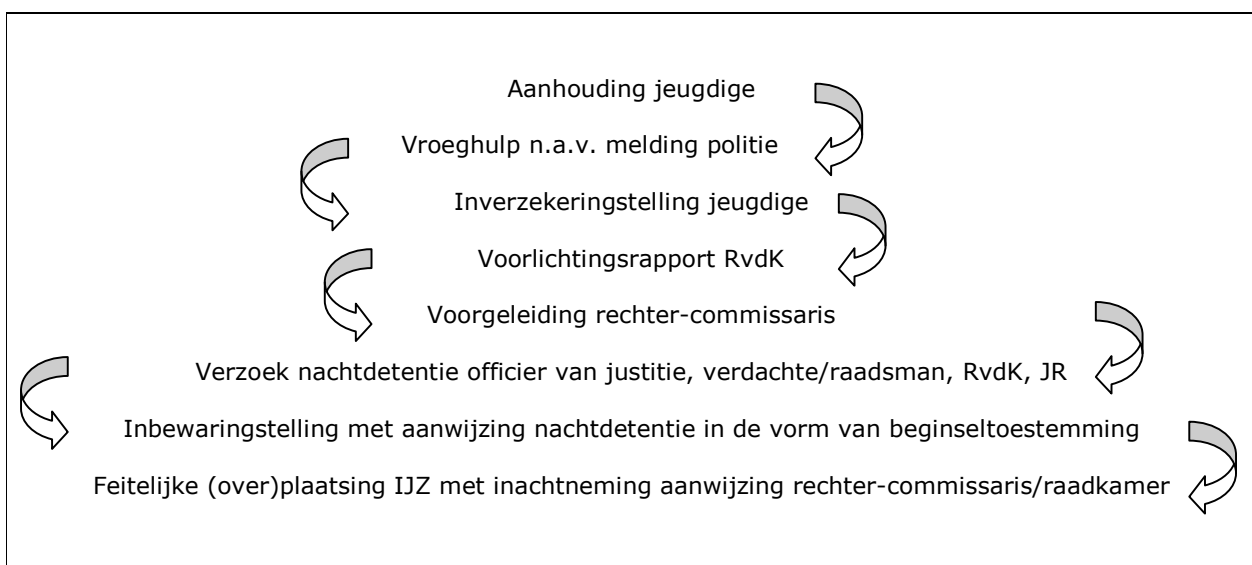 Aanhouding jeugdige
Vroeghulp n.a.v. melding politie
Inverzekeringstelling jeugdige
Voorlichtingsrapport RvdK
Voorgeleiding rechter-commissaris
Verzoek nachtdetentie officier van justitie, verdachte/raadsman, RvdK, JR
Inbewaringstelling met aanwijzing nachtdetentie in de vorm van beginseltoestemming
Feitelijke (over)plaatsing IJZ met inachtneming aanwijzing rechter-commissaris/raadkamer